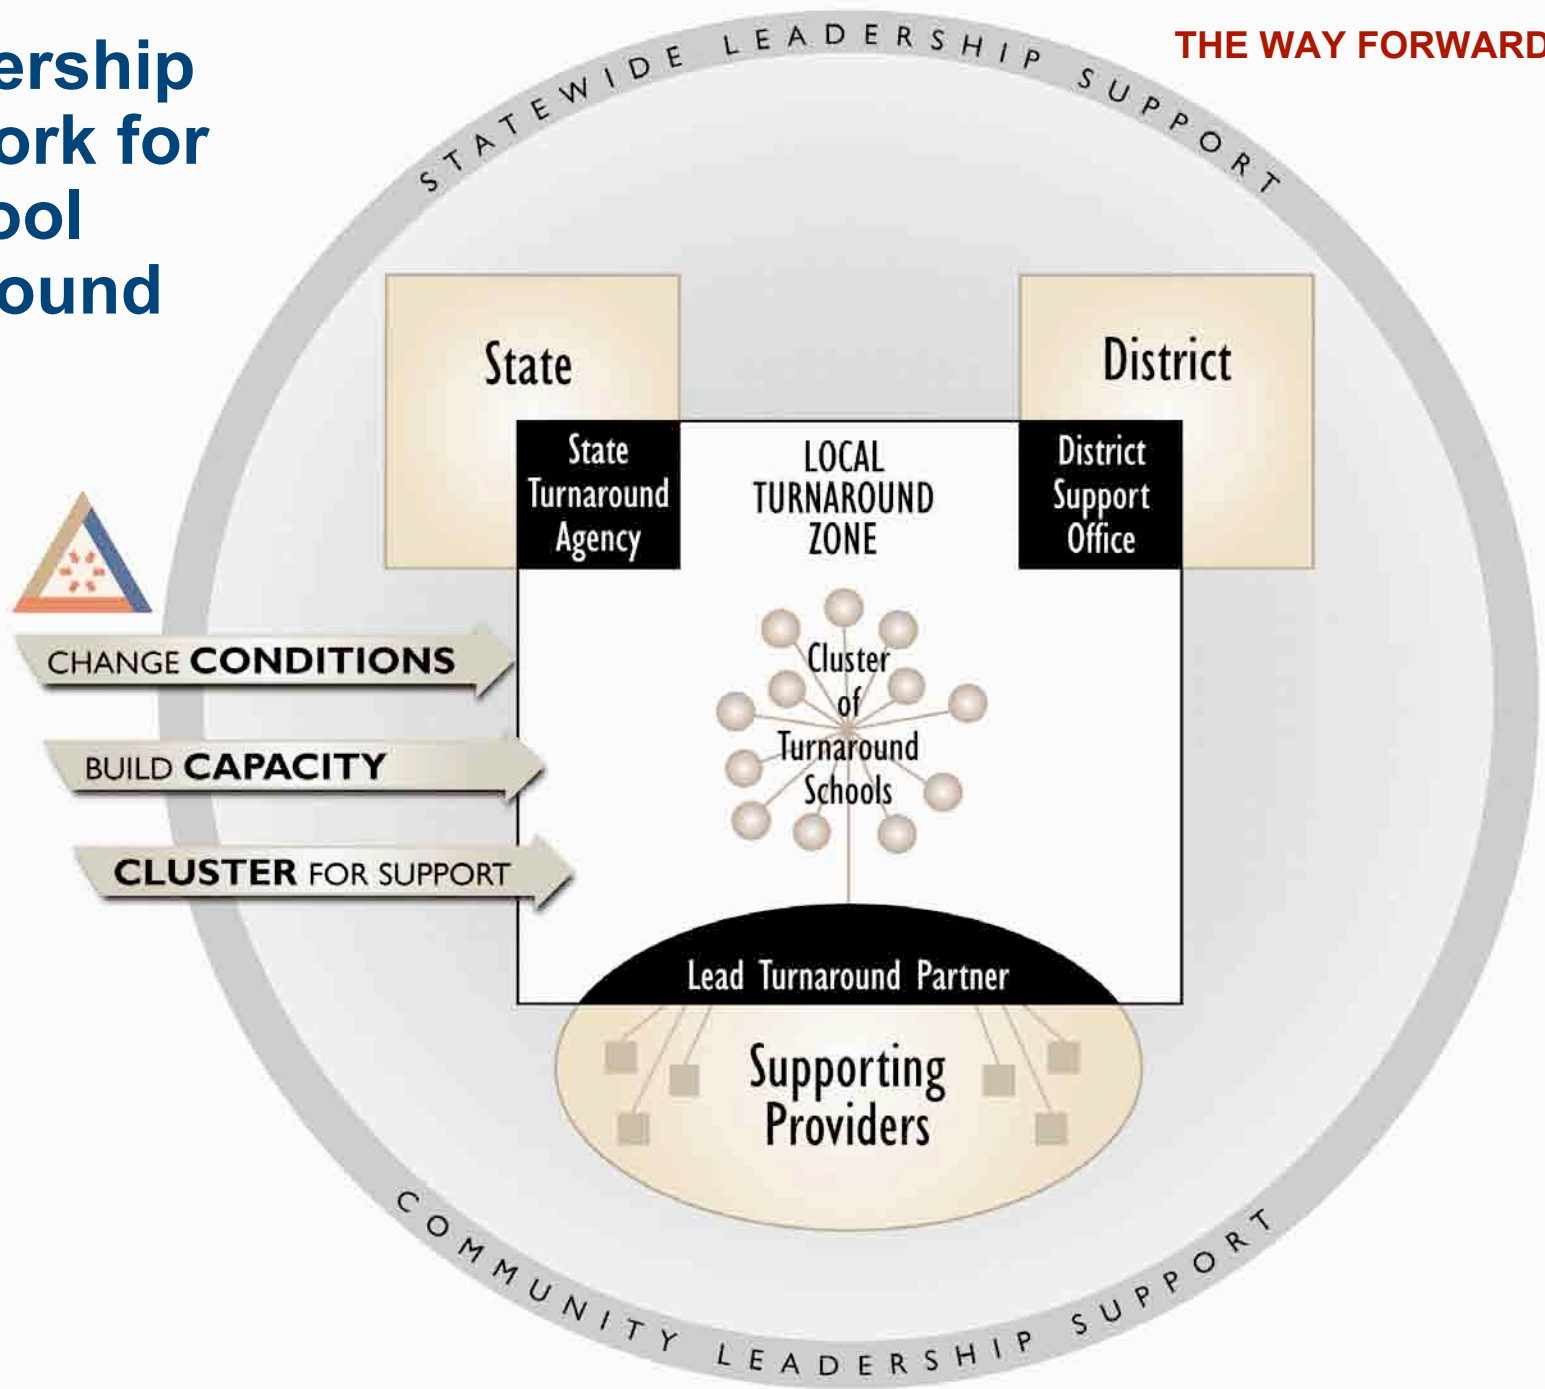 ership
ork for
ool
ound
THE WAY FORWARD
STATEWIDE LEADERSHIP SUPPORT
State
District
State
Turnaround
Agency
LOCAL
TURNAROUND
ZONE
District
Support
Office
CHANGE CONDITIONS
BUILD CAPACITY
CLUSTER FOR SUPPORT
Cluster
of
Turnaround
Schools
Lead Turnaround Partner
Supporting
Providers
COMMUNITY LEADERSHIP SUPPORT